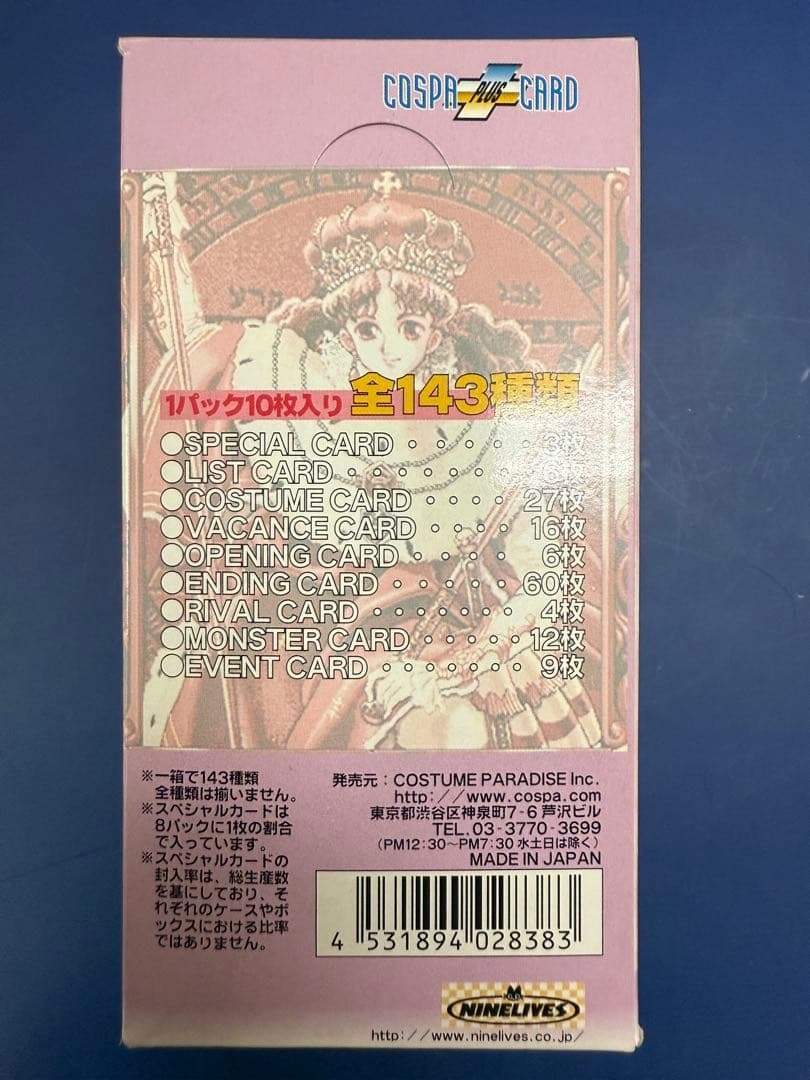 COSPA PLUS CARD
1パック10枚入り 全143種類
●SPECIAL CARD・・・・・3枚
●LIST CARD・・・・・・・6枚
●COSTUME CARD・・・・27枚
●VACANCE CARD・・・・16枚
●OPENING CARD・・・・・6枚
●ENDING CARD・・・・・60枚
●RIVAL CARD・・・・・・・4枚
●MONSTER CARD・・・・・12枚
●EVENT CARD・・・・・・・9枚
※一箱で143種類
全種類は揃いません。
※スペシャルカードは
8パックに1枚の割合
で入っています。
※スペシャルカードの
封入率は、総生産数
を基にしており、そ
れぞれのケースやボ
ックスにおける比率
ではありません。
発売元：COSTUME PARADISE Inc.
http://www.cospa.com
東京都渋谷区神泉町7-6 芦沢ビル
TEL.03-3770-3699
（PM12:30〜PM7:30 水土日は除く）
MADE IN JAPAN
4 531894 028383
NINELIVES
http://www.ninelives.co.jp/